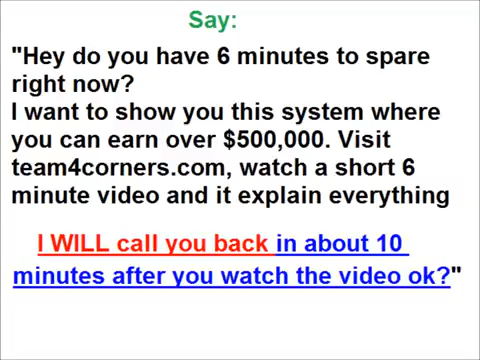 Say:
"Hey do you have 6 minutes to spare
right now?
I want to show you this system where
you can earn over $500,000. Visit
team4corners.com, watch a short 6
minute video and it explain everything
I WILL call you back in about 10
minutes after you watch the video ok?"